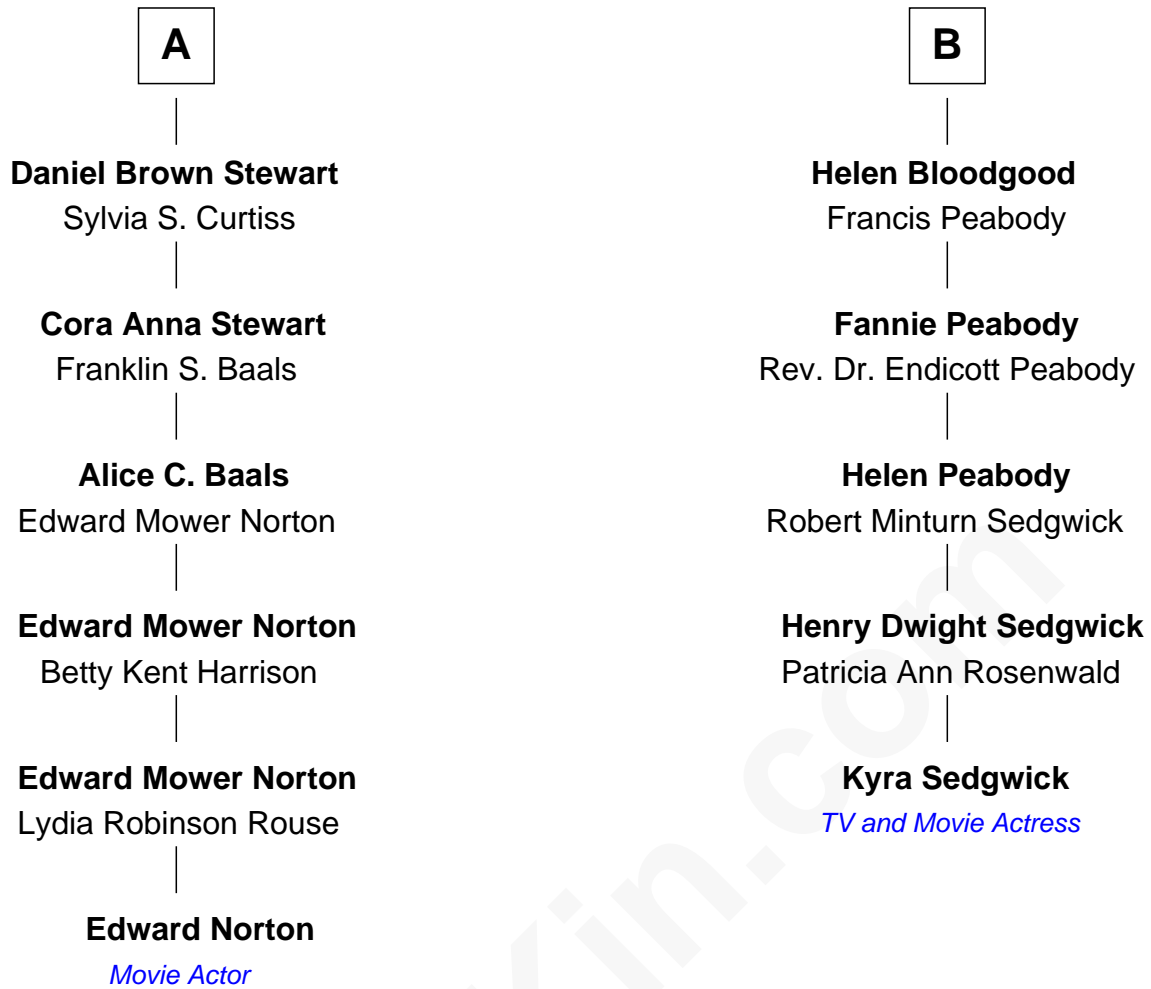 A
Daniel Brown Stewart
Sylvia S. Curtiss
Cora Anna Stewart
Franklin S. Baals
Alice C. Baals
Edward Mower Norton
Edward Mower Norton
Betty Kent Harrison
Edward Mower Norton
Lydia Robinson Rouse
Edward Norton
Movie Actor
B
Helen Bloodgood
Francis Peabody
Fannie Peabody
Rev. Dr. Endicott Peabody
Helen Peabody
Robert Minturn Sedgwick
Henry Dwight Sedgwick
Patricia Ann Rosenwald
Kyra Sedgwick
TV and Movie Actress
Kin.com